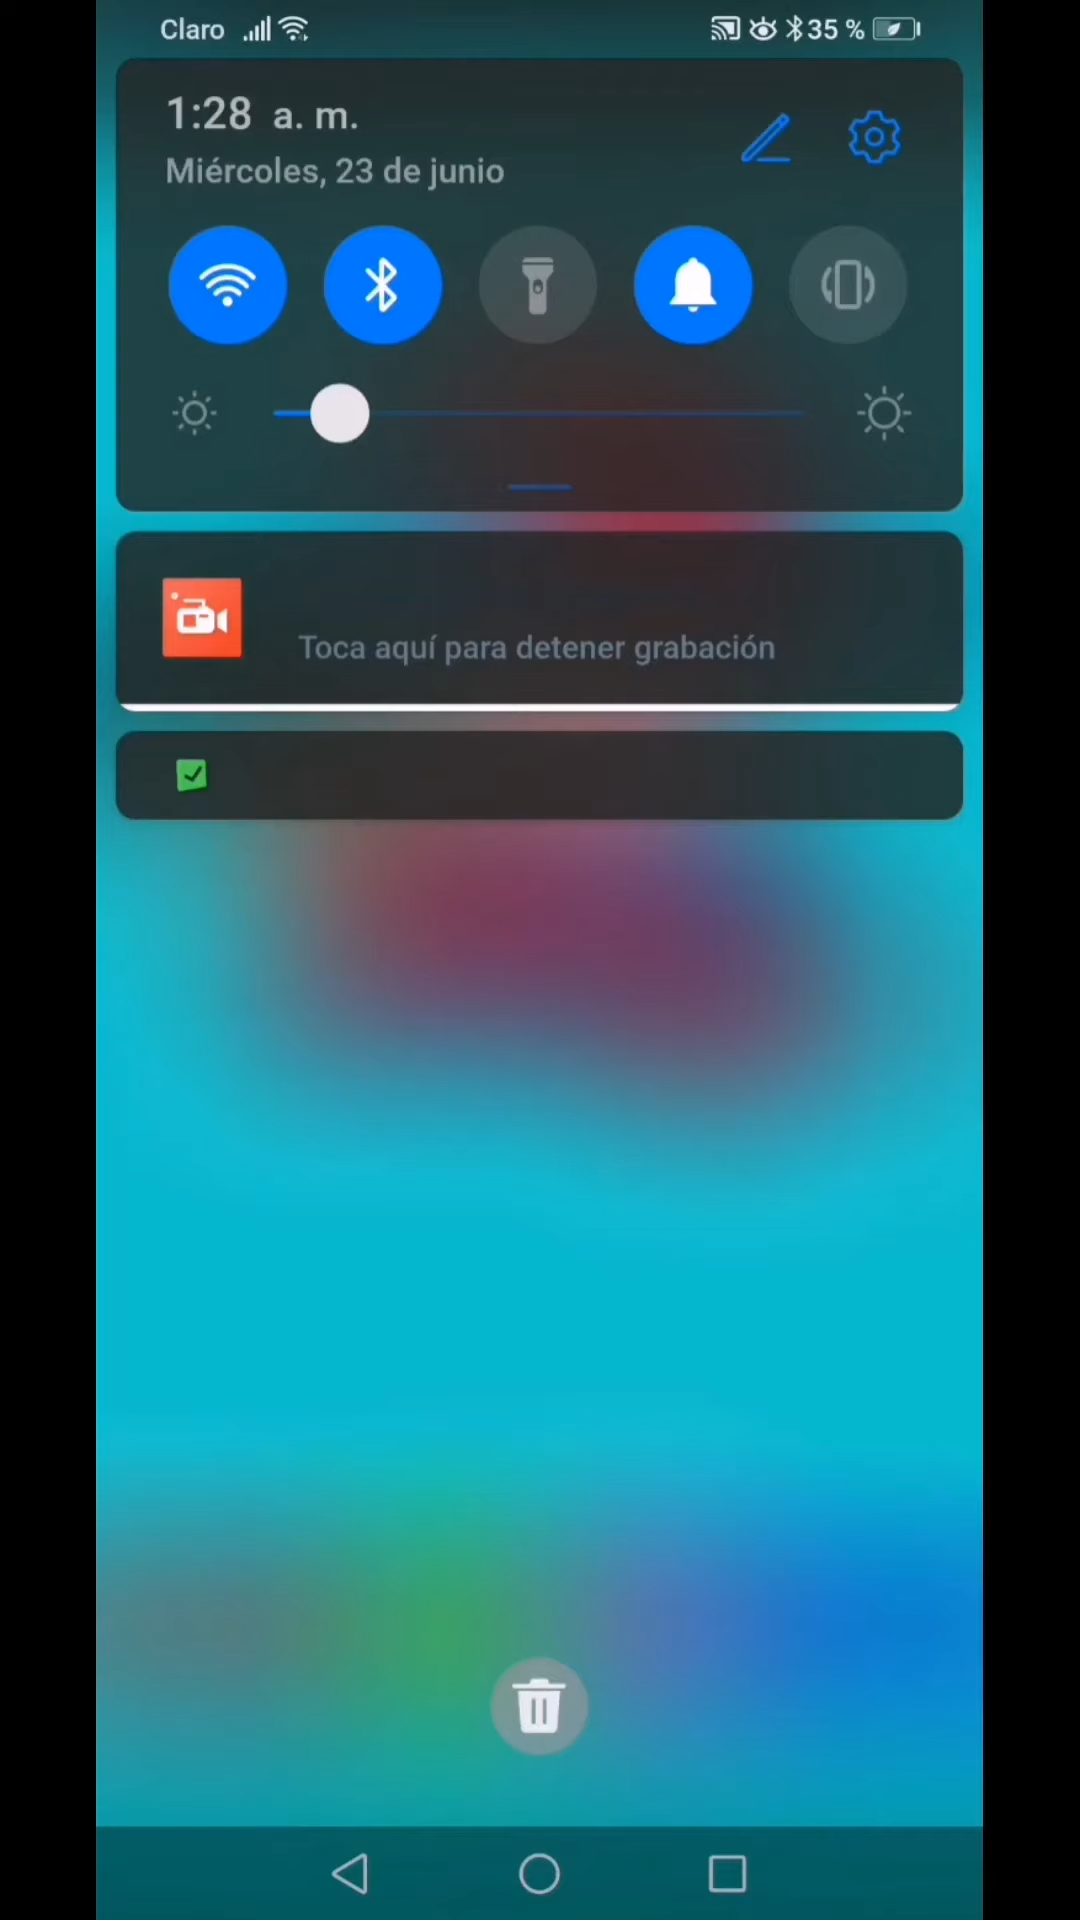 Claro 35 %
1:28 a. m.
Miércoles, 23 de junio
Toca aquí para detener grabación